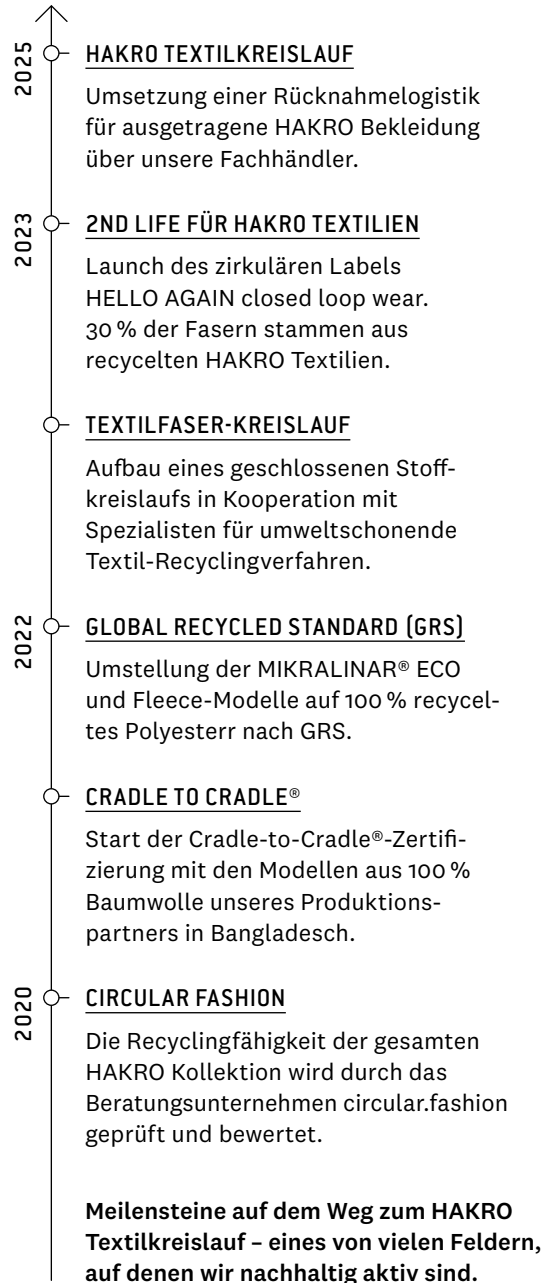 2025
HAKRO TEXTILKREISLAUF
Umsetzung einer Rücknahmelogistik
für ausgetragene HAKRO Bekleidung
über unsere Fachhändler.
2023
2ND LIFE FÜR HAKRO TEXTILIEN
Launch des zirkulären Labels
HELLO AGAIN closed loop wear.
30 % der Fasern stammen aus
recycelten HAKRO Textilien.
TEXTILFASER-KREISLAUF
Aufbau eines geschlossenen Stoff-
kreislaufs in Kooperation mit
Spezialisten für umweltschonende
Textil-Recyclingverfahren.
2022
GLOBAL RECYCLED STANDARD (GRS)
Umstellung der MIKRALINAR® ECO
und Fleece-Modelle auf 100 % recycel-
tes Polyesterr nach GRS.
CRADLE TO CRADLE®
Start der Cradle-to-Cradle®-Zertifi-
zierung mit den Modellen aus 100 %
Baumwolle unseres Produktions-
partners in Bangladesch.
2020
CIRCULAR FASHION
Die Recyclingfähigkeit der gesamten
HAKRO Kollektion wird durch das
Beratungsunternehmen circular.fashion
geprüft und bewertet.
Meilensteine auf dem Weg zum HAKRO
Textilkreislauf – eines von vielen Feldern,
auf denen wir nachhaltig aktiv sind.